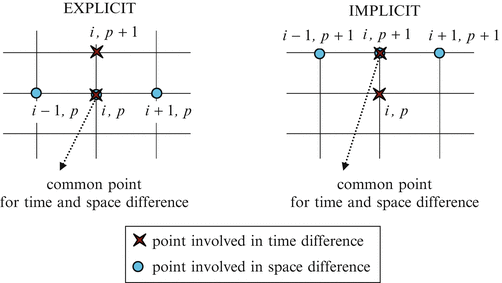 EXPLICIT
i, p + 1
i − 1, p
i, p
i + 1, p
common point
for time and space difference
IMPLICIT
i − 1, p + 1
i, p + 1
i + 1, p + 1
i, p
common point
for time and space difference
point involved in time difference
point involved in space difference